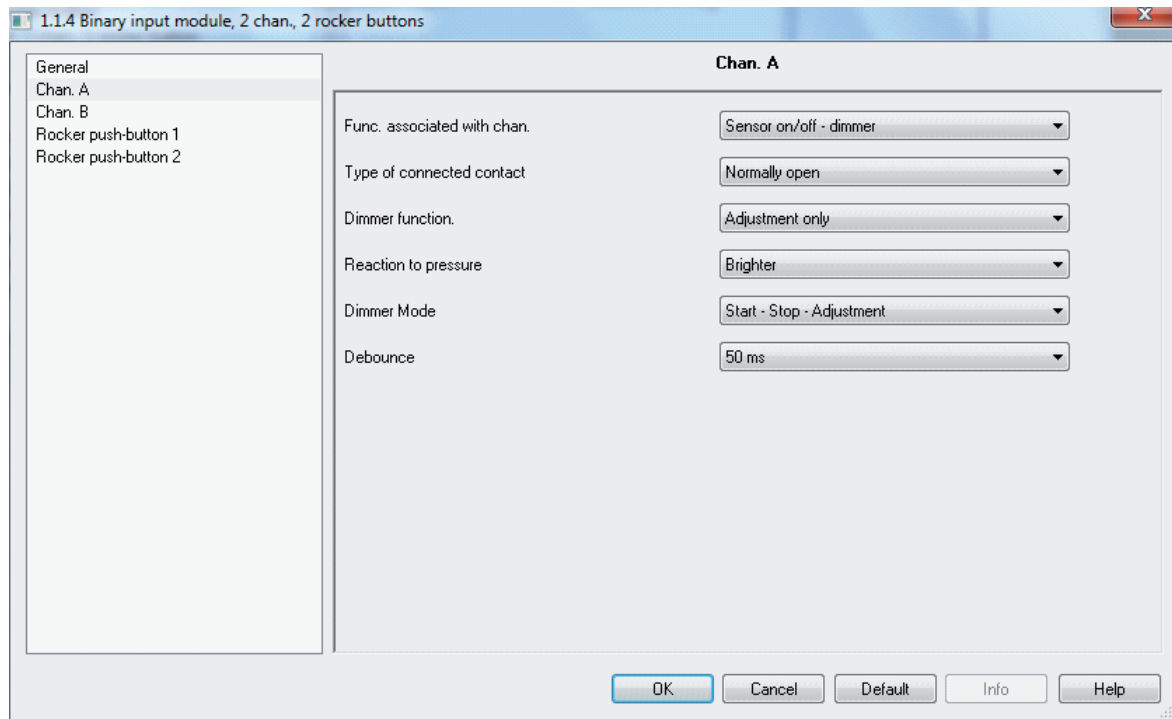 1.1.4 Binary input module, 2 chan., 2 rocker buttons
General
Chan. A
Chan. B
Rocker push-button 1
Rocker push-button 2
Chan. A
Func. associated with chan. Sensor on/off - dimmer
Type of connected contact Normally open
Dimmer function. Adjustment only
Reaction to pressure Brighter
Dimmer Mode Start - Stop - Adjustment
Debounce 50 ms
OK Cancel Default Info Help